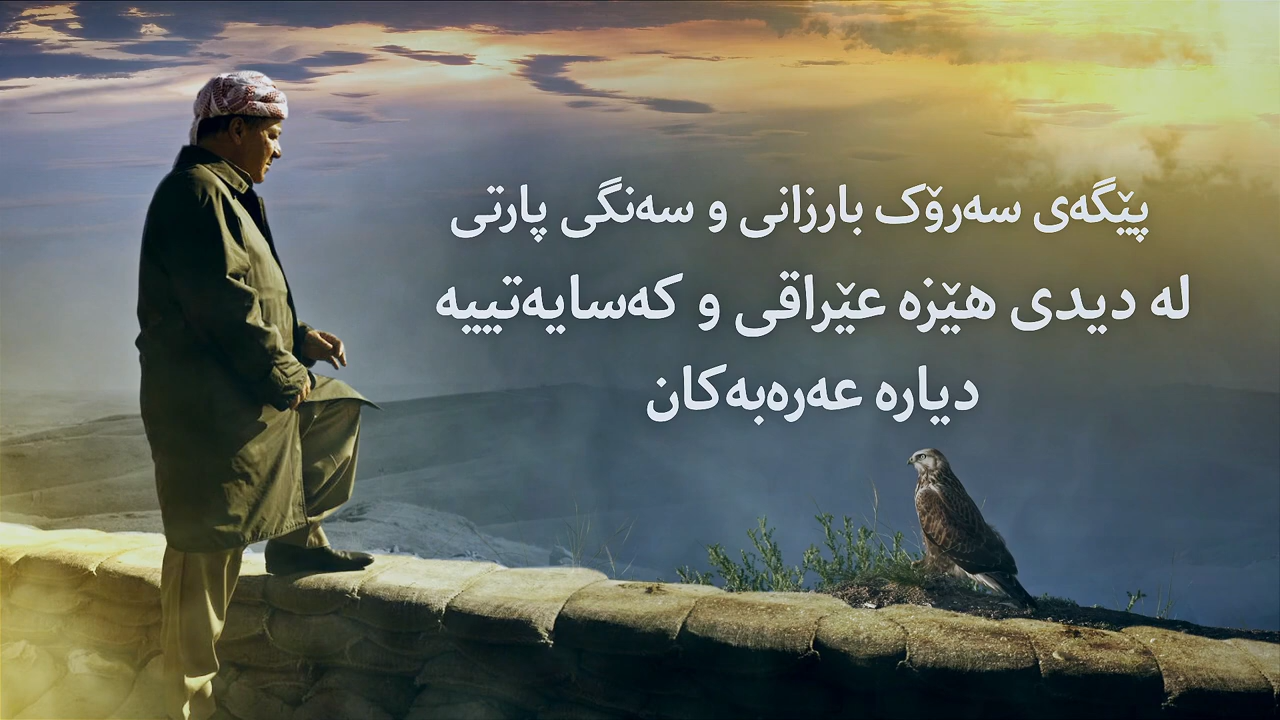 پێگەی سەرۆک بارزانی و سەنگی پارتی
لە دیدی هێزە عێراقی و کەسایەتییە
دیارە عەرەبەکان